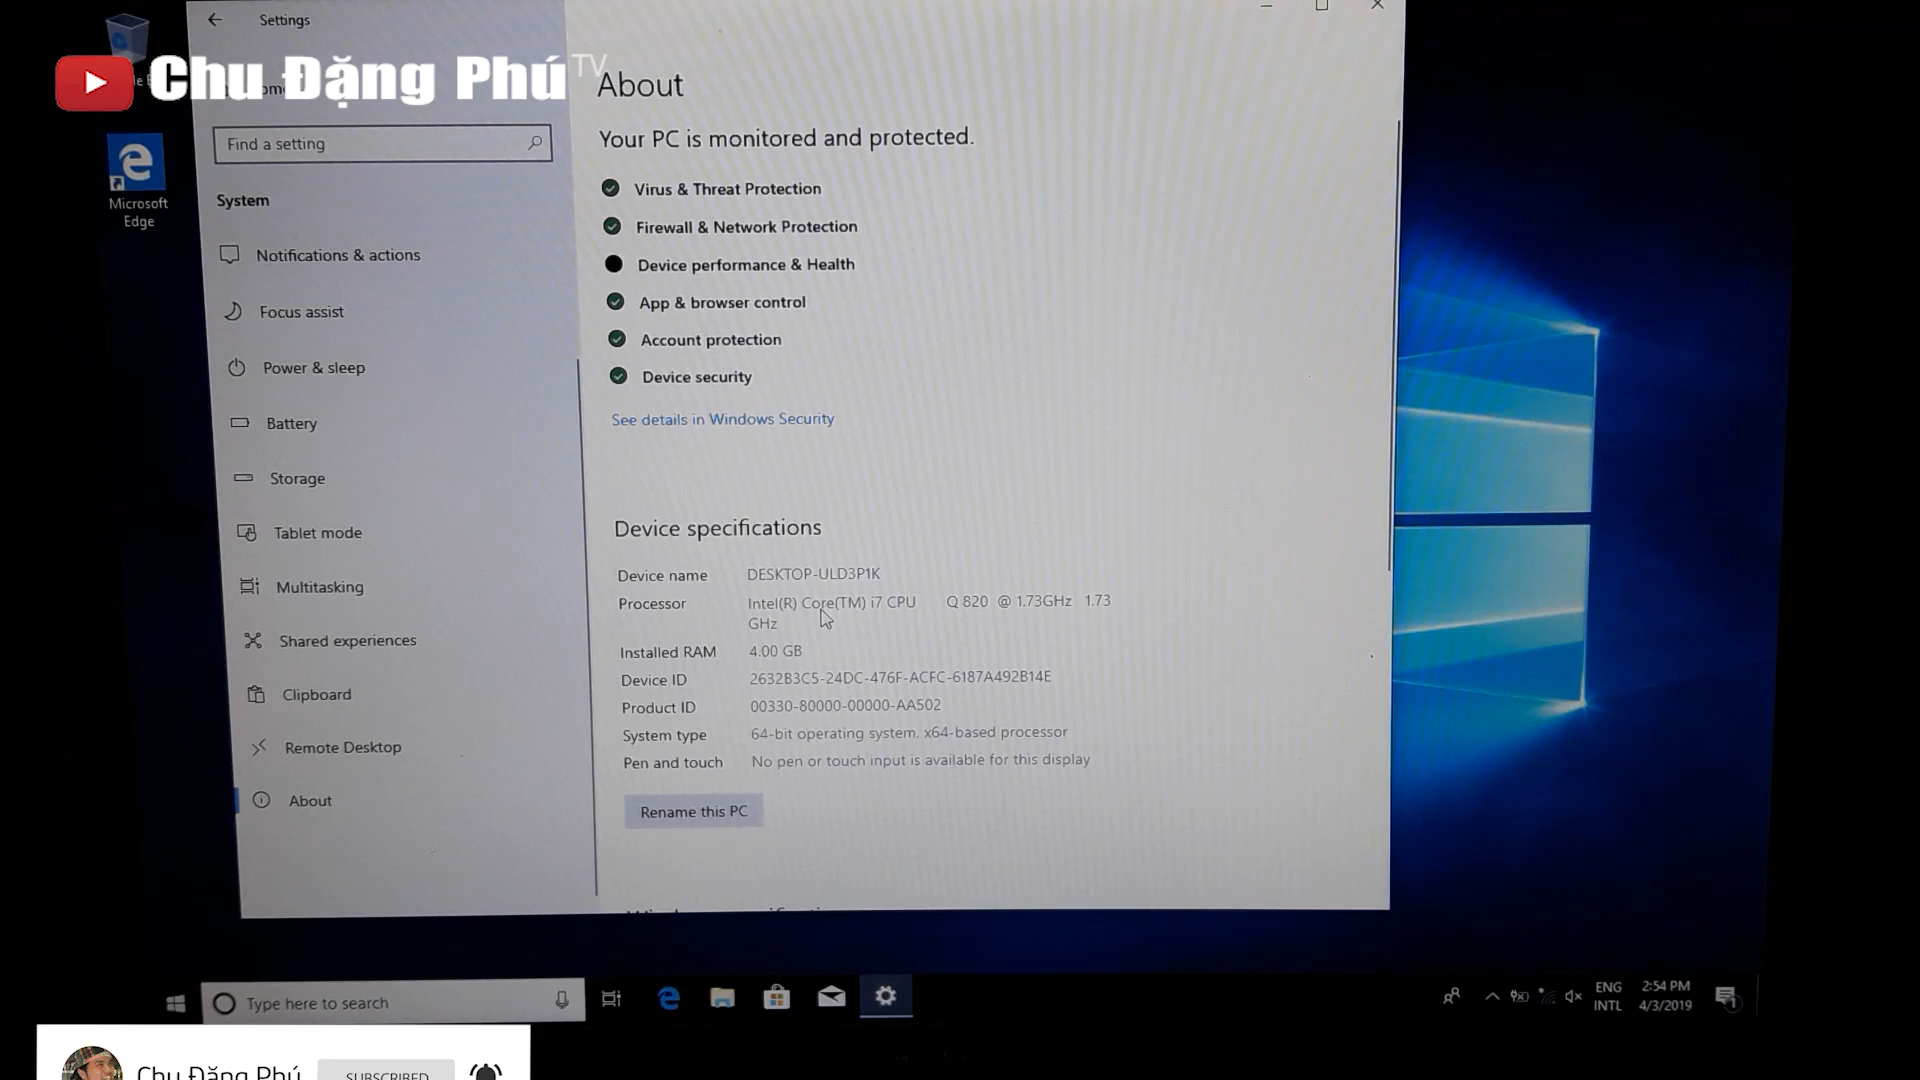 Settings
Chu Đặng Phú TV
About
Find a setting
Your PC is monitored and protected.
Microsoft
Edge
System
Virus & Threat Protection
Notifications & actions
Firewall & Network Protection
Device performance & Health
Focus assist
App & browser control
Power & sleep
Account protection
Battery
Device security
See details in Windows Security
Storage
Tablet mode
Device specifications
Multitasking
Device name DESKTOP-ULD3P1K
Processor Intel(R) Core(TM) i7 CPU Q 820 @ 1.73GHz 1.73
GHz
Shared experiences
Installed RAM 4.00 GB
Device ID 2632B3C5-24DC-476F-ACFC-6187A492B14E
Clipboard
Product ID 00330-80000-00000-AA502
System type 64-bit operating system, x64-based processor
Remote Desktop
Pen and touch No pen or touch input is available for this display
About
Rename this PC
Type here to search
ENG
INTL
2:54 PM
4/3/2019
1
Chu Đăng Phú
SUBSCRIBED